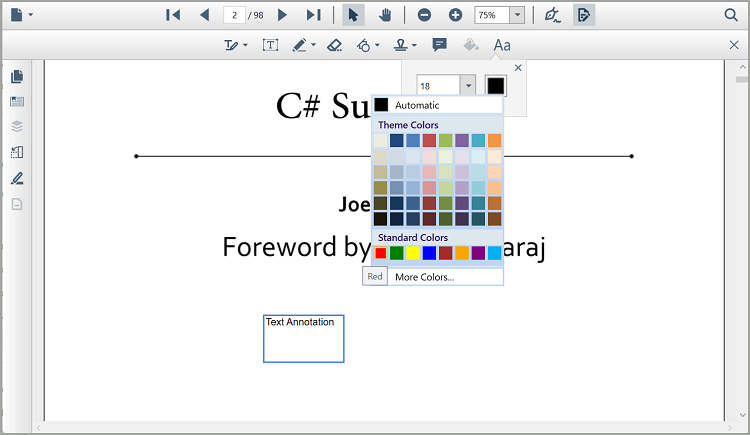 2 / 98 75%
T Aa
18
C# Su
Automatic
Theme Colors
Joe
Foreword by araj
Standard Colors
Red More Colors...
Text Annotation